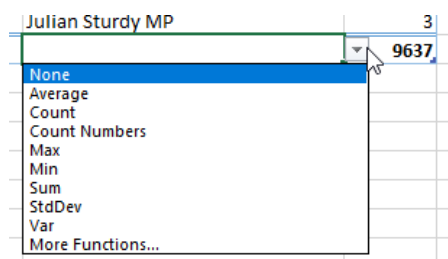 Julian Sturdy MP 3
9637
None
Average
Count
Count Numbers
Max
Min
Sum
StdDev
Var
More Functions...